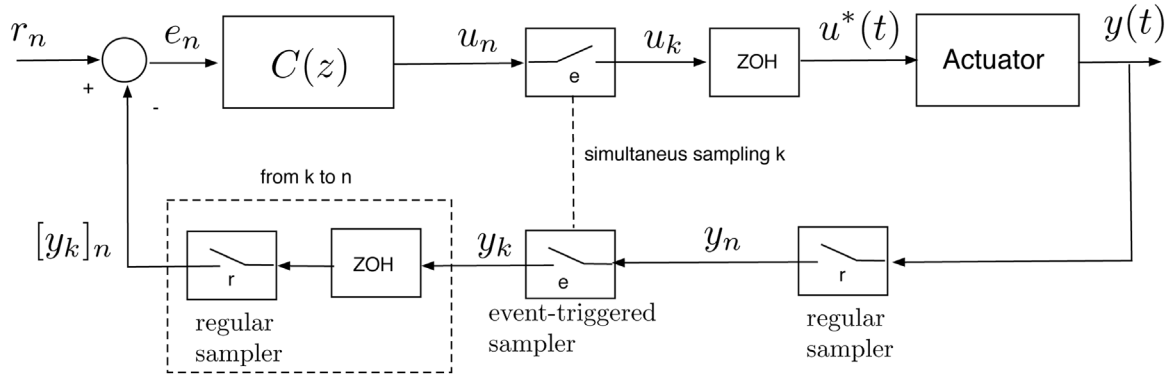 r_n
e_n
C(z)
u_n
e
u_k
ZOH
u*(t)
Actuator
y(t)
+
-
simultaneus sampling k
from k to n
[y_k]_n
r
ZOH
y_k
e
y_n
r
regular
sampler
event-triggered
sampler
regular
sampler